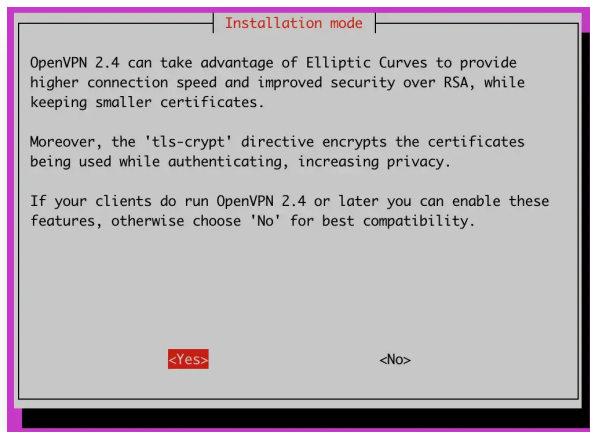 Installation mode
OpenVPN 2.4 can take advantage of Elliptic Curves to provide
higher connection speed and improved security over RSA, while
keeping smaller certificates.
Moreover, the 'tls-crypt' directive encrypts the certificates
being used while authenticating, increasing privacy.
If your clients do run OpenVPN 2.4 or later you can enable these
features, otherwise choose 'No' for best compatibility.
<Yes> <No>